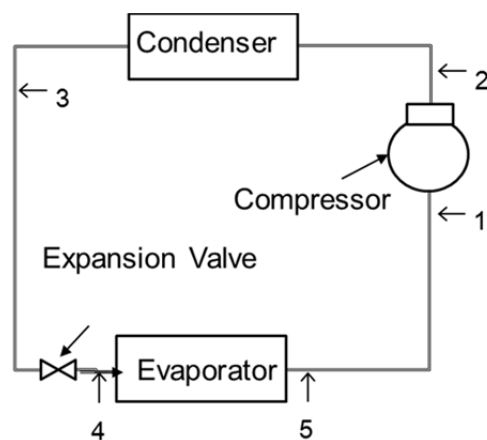 Condenser
2
3
Compressor
1
Expansion Valve
Evaporator
4
5